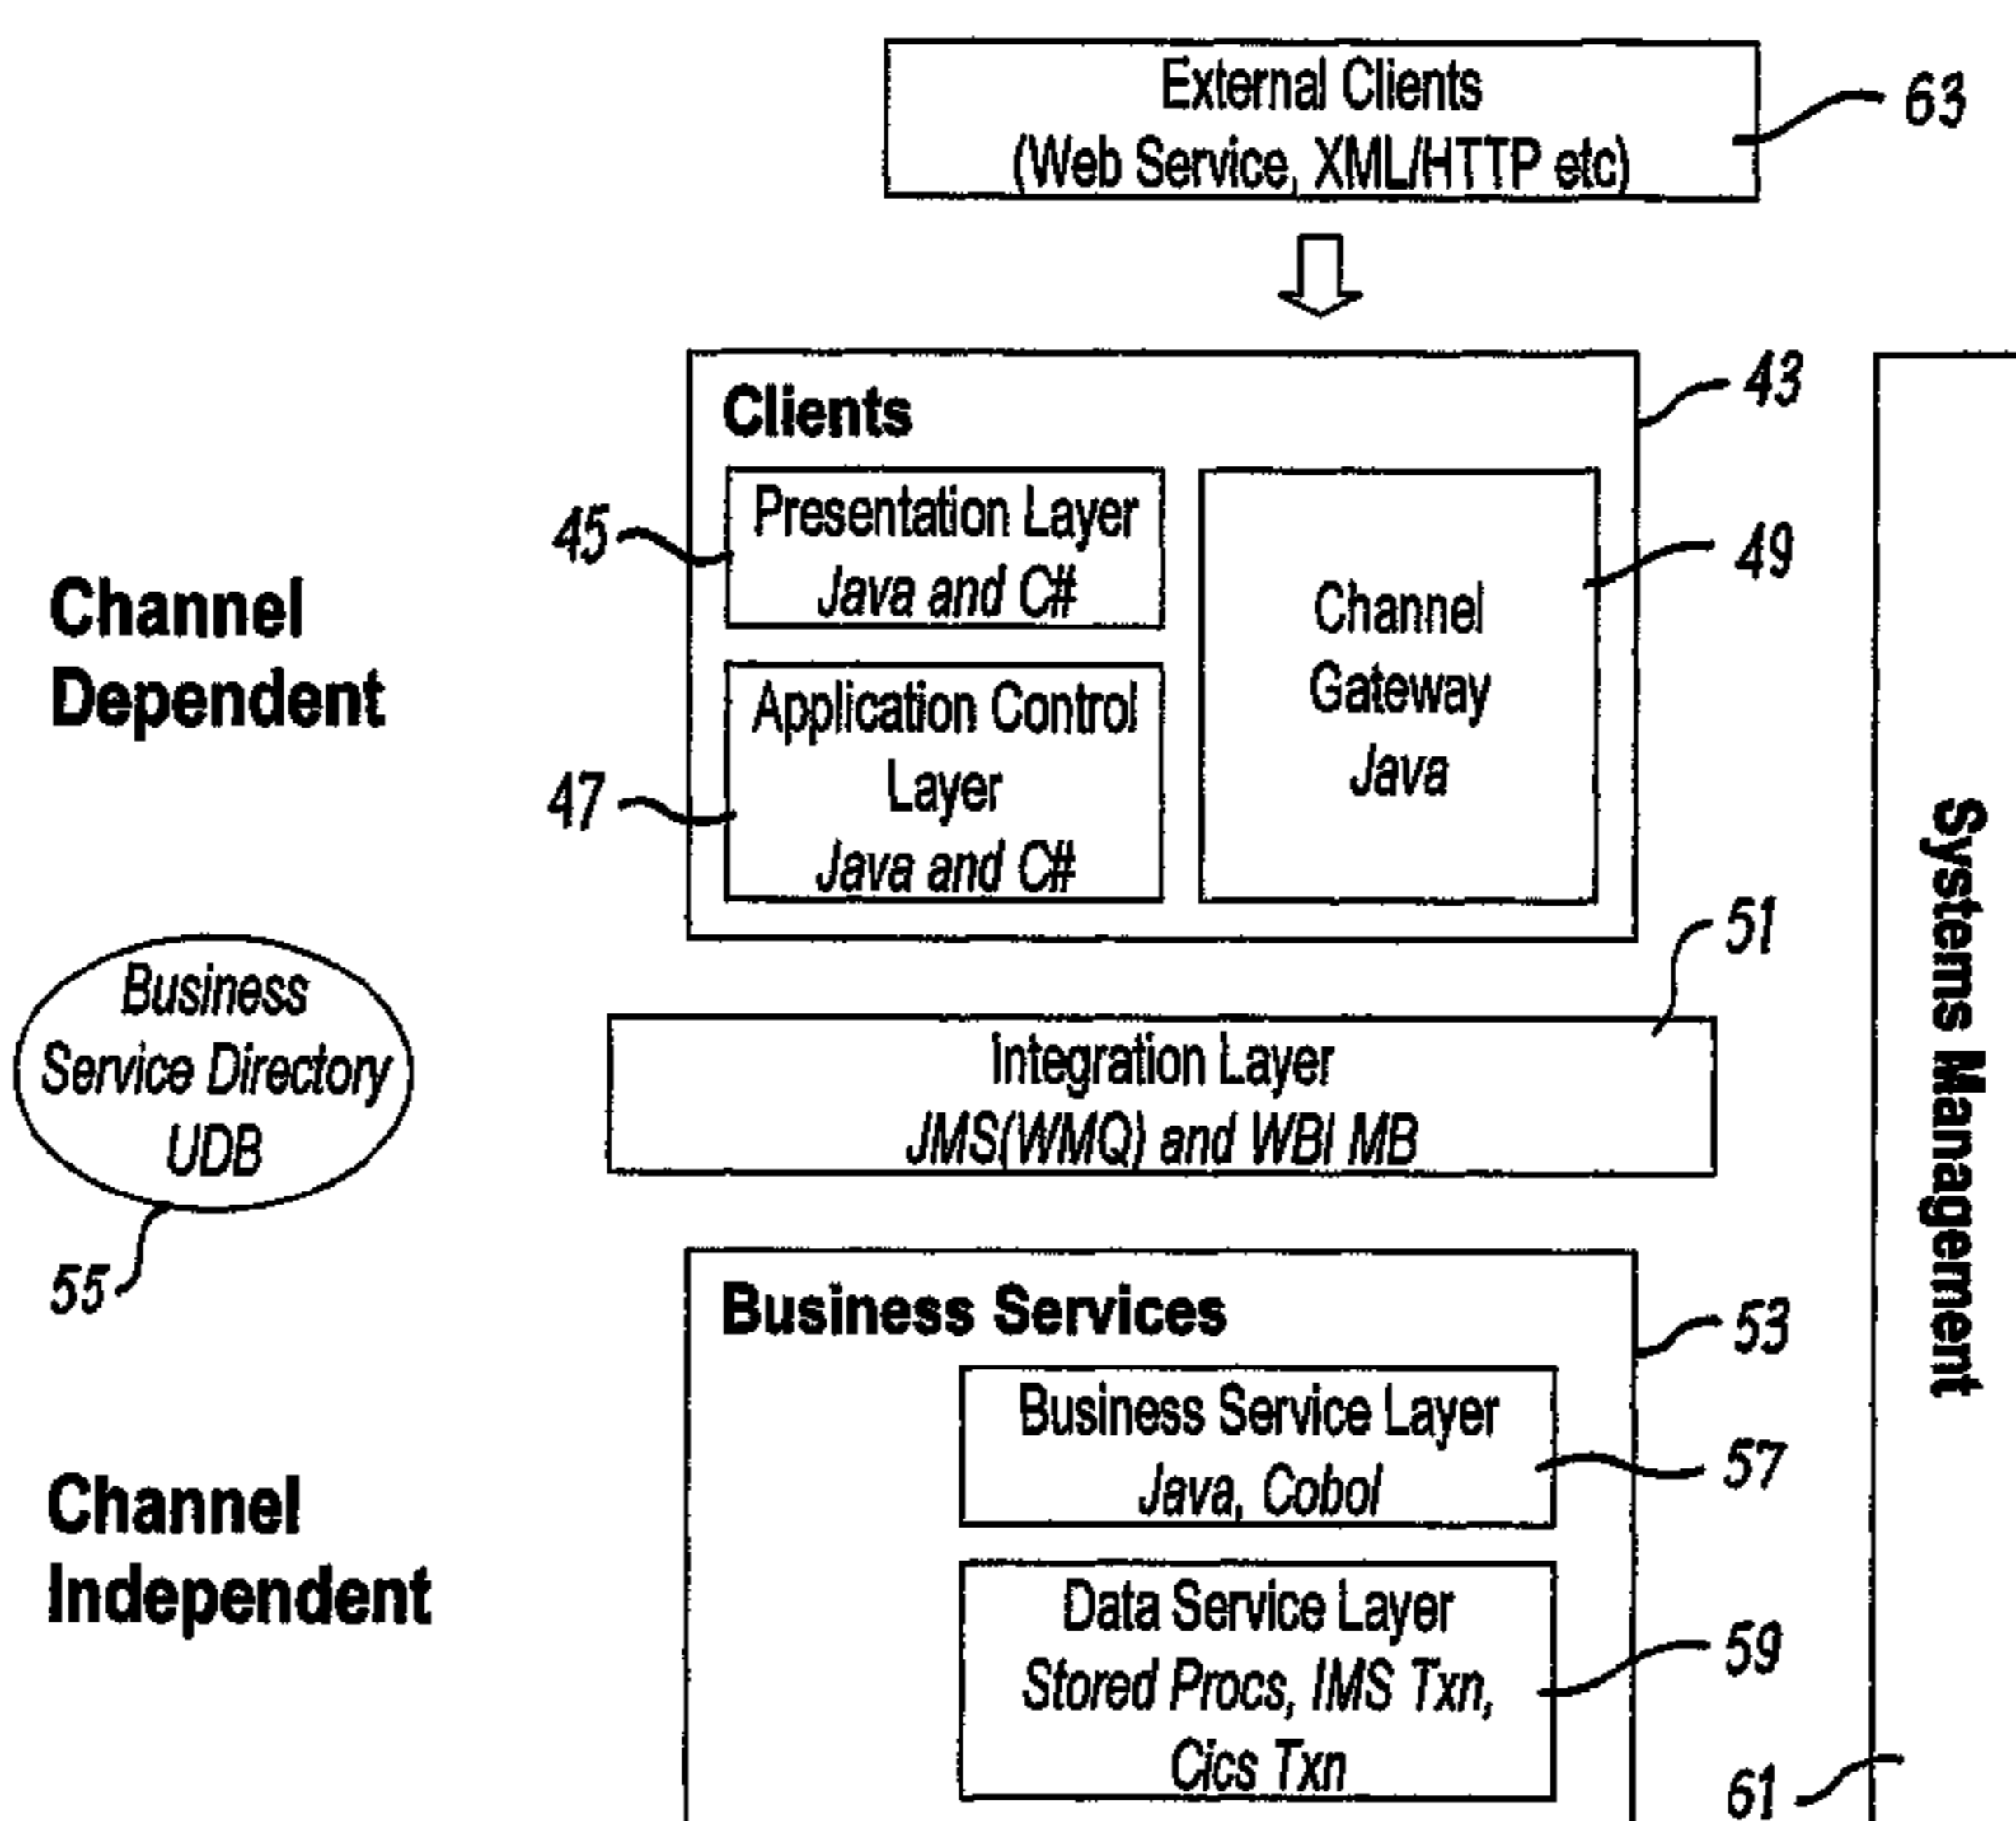 External Clients
(Web Service, XML/HTTP etc)
63
Clients
43
Presentation Layer
Java and C#
45
Channel
Gateway
Java
49
Channel
Dependent
Application Control
Layer
Java and C#
47
51
Business
Service Directory
UDB
55
Integration Layer
JMS(WMQ) and WBI MB
Systems Management
Business Services
53
Business Service Layer
Java, Cobol
57
Channel
Independent
Data Service Layer
Stored Procs, IMS Txn,
Cics Txn
59
61